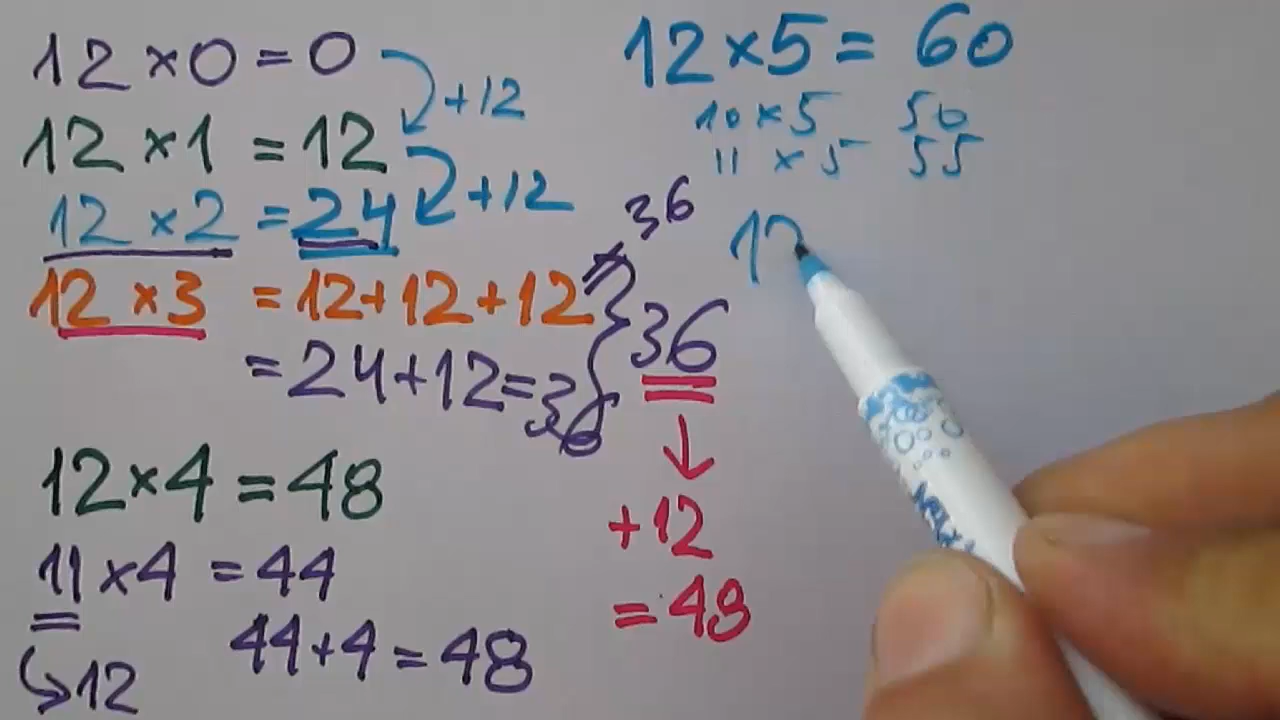 12 × 0 = 0
+12
12 × 1 = 12
+12
12 × 2 = 24
12 × 3 = 12 + 12 + 12
36
= 24 + 12 = 36
36
+12
= 48
12 × 4 = 48
11 × 4 = 44
12
44 + 4 = 48
12 × 5 = 60
10 × 5 50
11 × 5 55
12